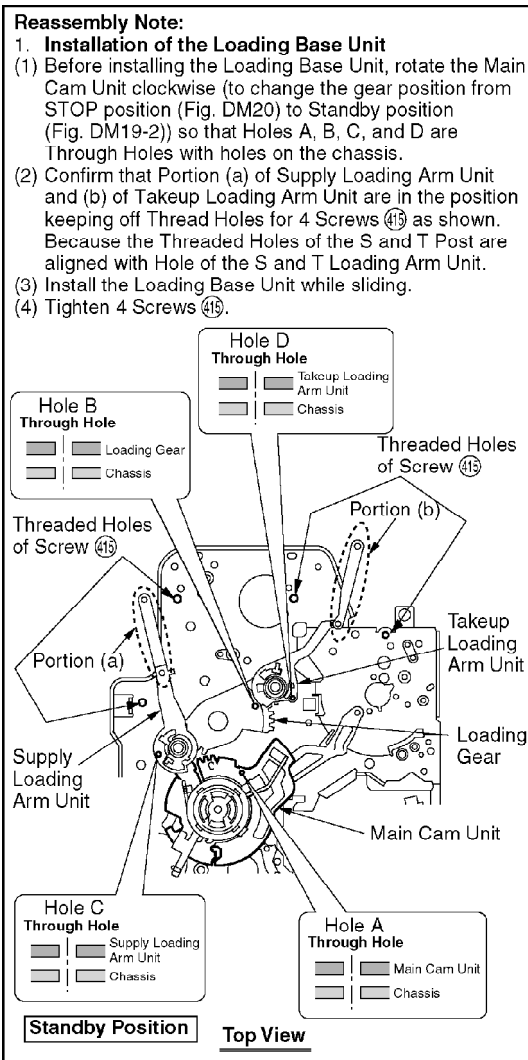 Reassembly Note:
1. Installation of the Loading Base Unit
(1) Before installing the Loading Base Unit, rotate the Main
Cam Unit clockwise (to change the gear position from
STOP position (Fig. DM20) to Standby position
(Fig. DM19-2)) so that Holes A, B, C, and D are
Through Holes with holes on the chassis.
(2) Confirm that Portion (a) of Supply Loading Arm Unit
and (b) of Takeup Loading Arm Unit are in the position
keeping off Thread Holes for 4 Screws (415) as shown.
Because the Threaded Holes of the S and T Post are
aligned with Hole of the S and T Loading Arm Unit.
(3) Install the Loading Base Unit while sliding.
(4) Tighten 4 Screws (415).
Hole D
Through Hole
Takeup Loading
Arm Unit
Chassis
Hole B
Through Hole
Loading Gear
Chassis
Threaded Holes
of Screw (415)
Portion (b)
Threaded Holes
of Screw (415)
Portion (a)
Takeup
Loading
Arm Unit
Loading
Gear
Supply
Loading
Arm Unit
Main Cam Unit
Hole C
Through Hole
Supply Loading
Arm Unit
Chassis
Hole A
Through Hole
Main Cam Unit
Chassis
Standby Position
Top View